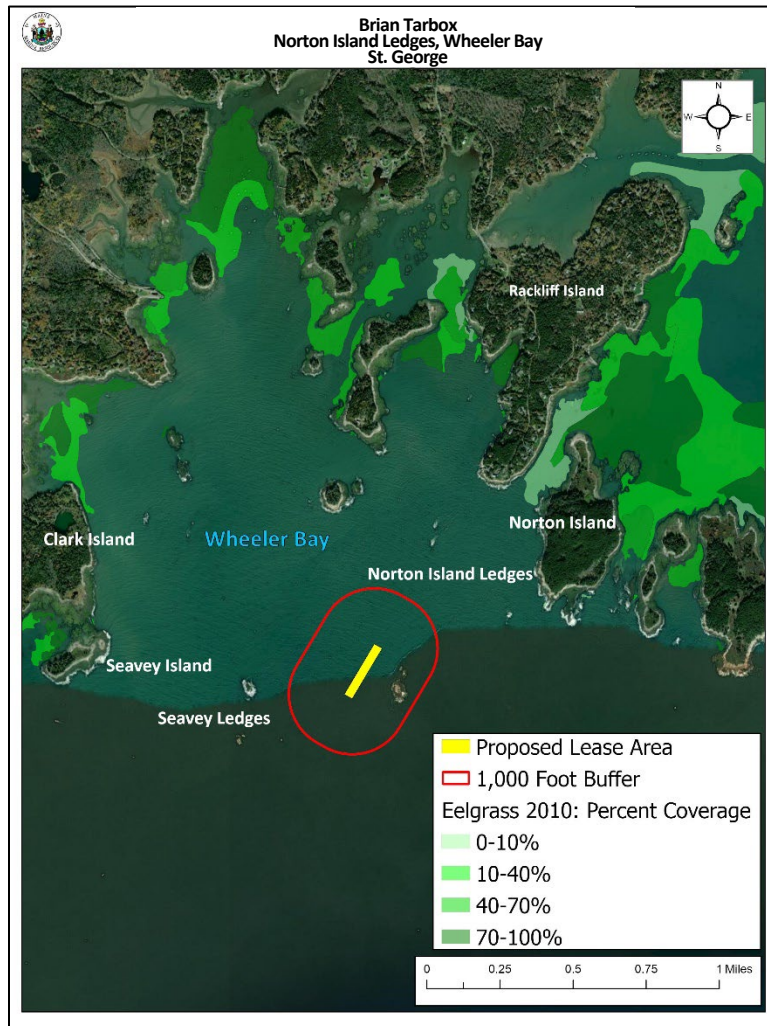 Brian Tarbox
Norton Island Ledges, Wheeler Bay
St. George
N
W E
S
Rackliff Island
Clark Island
Wheeler Bay
Norton Island
Norton Island Ledges
Seavey Island
Seavey Ledges
Proposed Lease Area
1,000 Foot Buffer
Eelgrass 2010: Percent Coverage
0-10%
10-40%
40-70%
70-100%
0 0.25 0.5 0.75 1 Miles